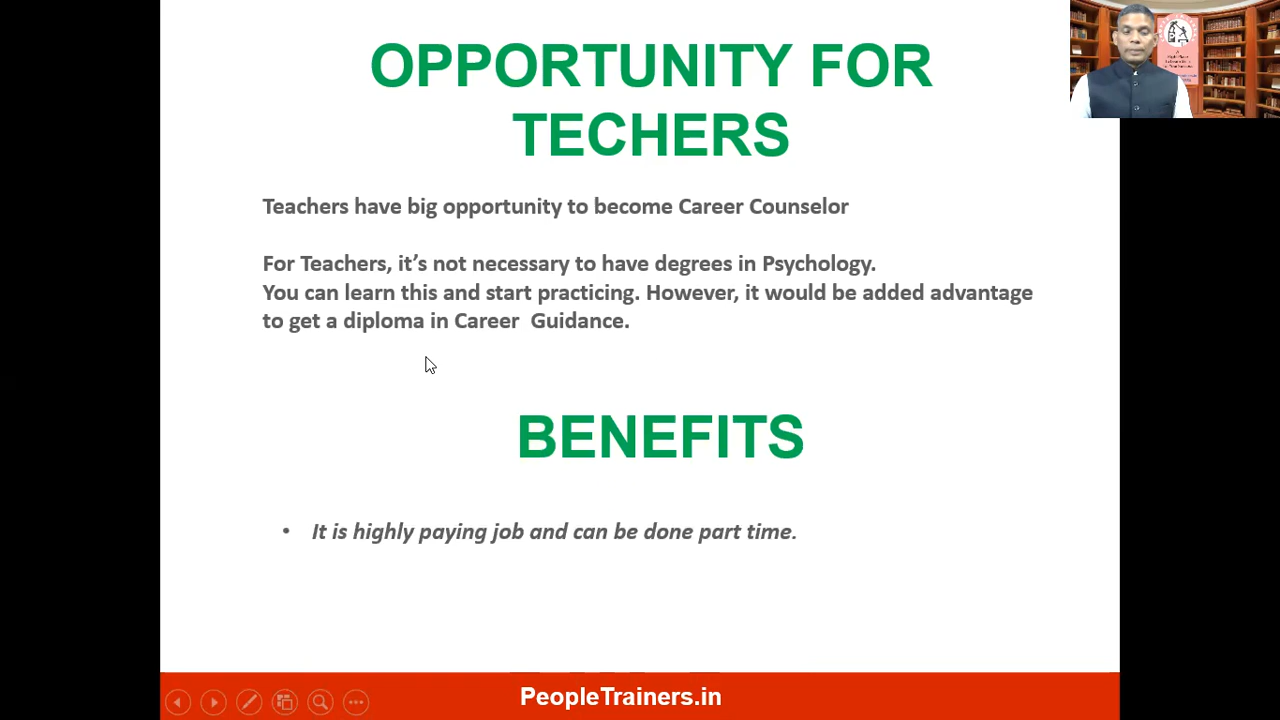 OPPORTUNITY FOR
TECHERS
Teachers have big opportunity to become Career Counselor
For Teachers, it's not necessary to have degrees in Psychology.
You can learn this and start practicing. However, it would be added advantage
to get a diploma in Career Guidance.
BENEFITS
• It is highly paying job and can be done part time.
PeopleTrainers.in